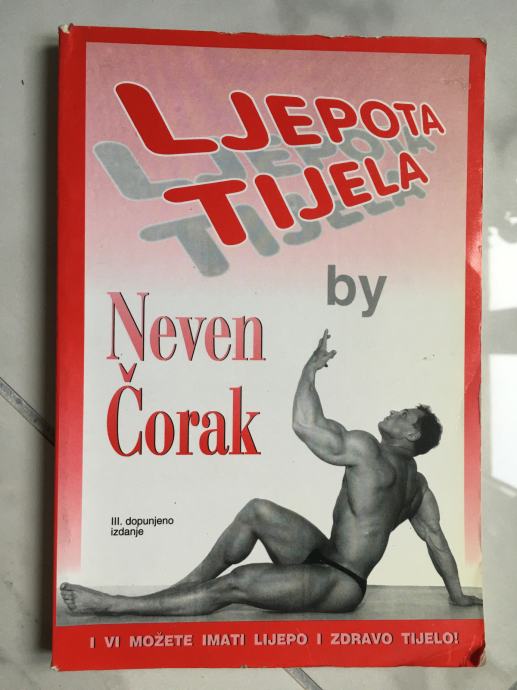 LJEPOTA
TIJELA
by
Neven
Čorak
III. dopunjeno
izdanje
I VI MOŽETE IMATI LIJEPO I ZDRAVO TIJELO!